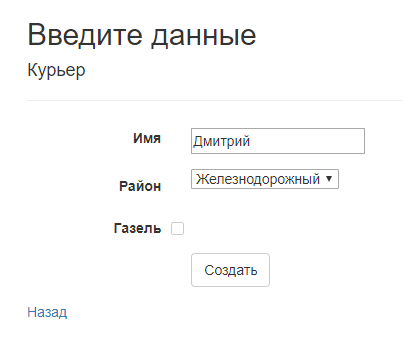 Введите данные
Курьер
Имя Дмитрий
Район Железнодорожный
Газель
Создать
Назад